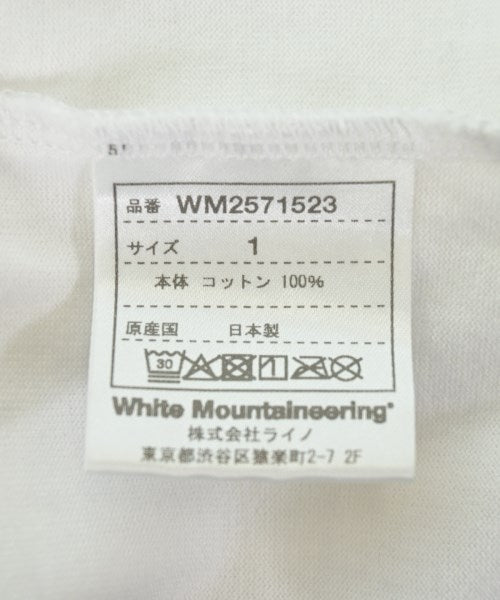 品番 WM2571523
サイズ 1
本体 コットン 100%
原産国 日本製
30
White Mountaineering®
株式会社ライノ
東京都渋谷区猿楽町2-7 2F